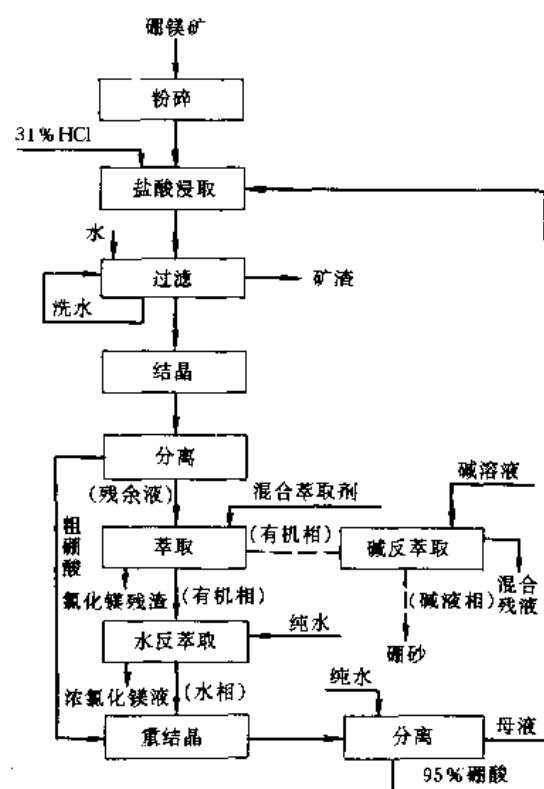 硼镁矿
粉碎
31%HCl
盐酸浸取
水
过滤
矿渣
洗水
结晶
分离
(残余液)
混合萃取剂
碱溶液
粗硼酸
萃取
(有机相)
碱反萃取
氯化镁残渣
(有机相)
(碱液相)
混合
残液
水反萃取
纯水
硼砂
浓氯化镁液
(水相)
纯水
重结晶
分离
母液
95%硼酸